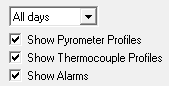 All days
Show Pyrometer Profiles
Show Thermocouple Profiles
Show Alarms